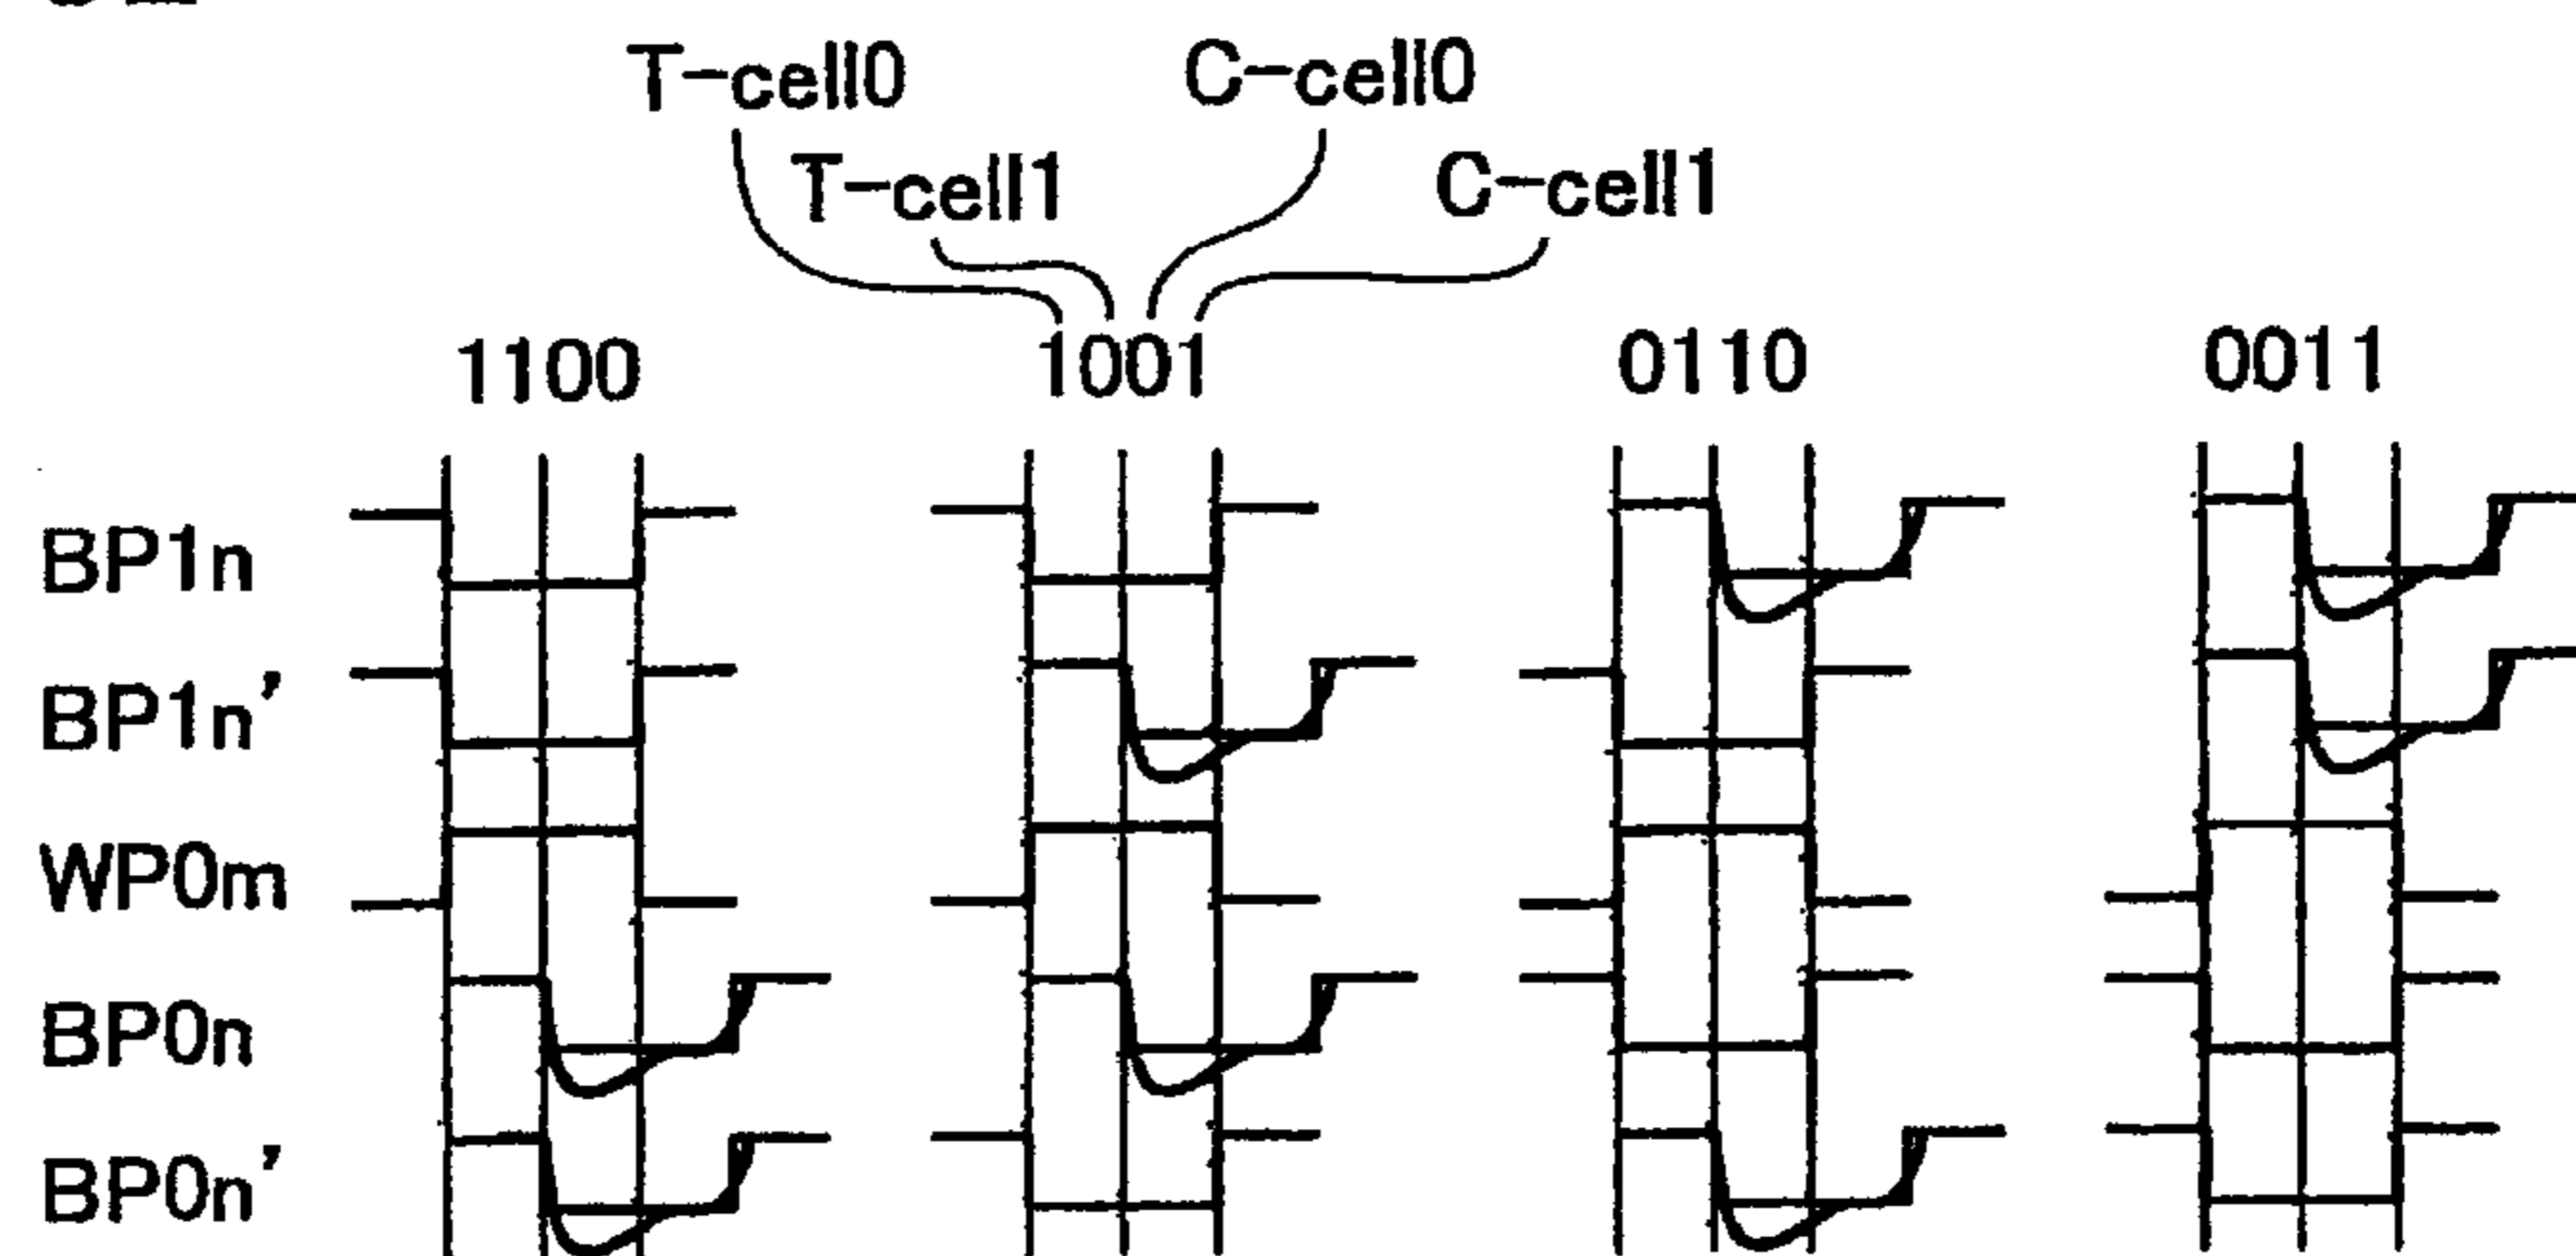 T-cell0 C-cell0
T-cell1 C-cell1
1100 1001 0110 0011
BP1n
BP1n’
WP0m
BP0n
BP0n’